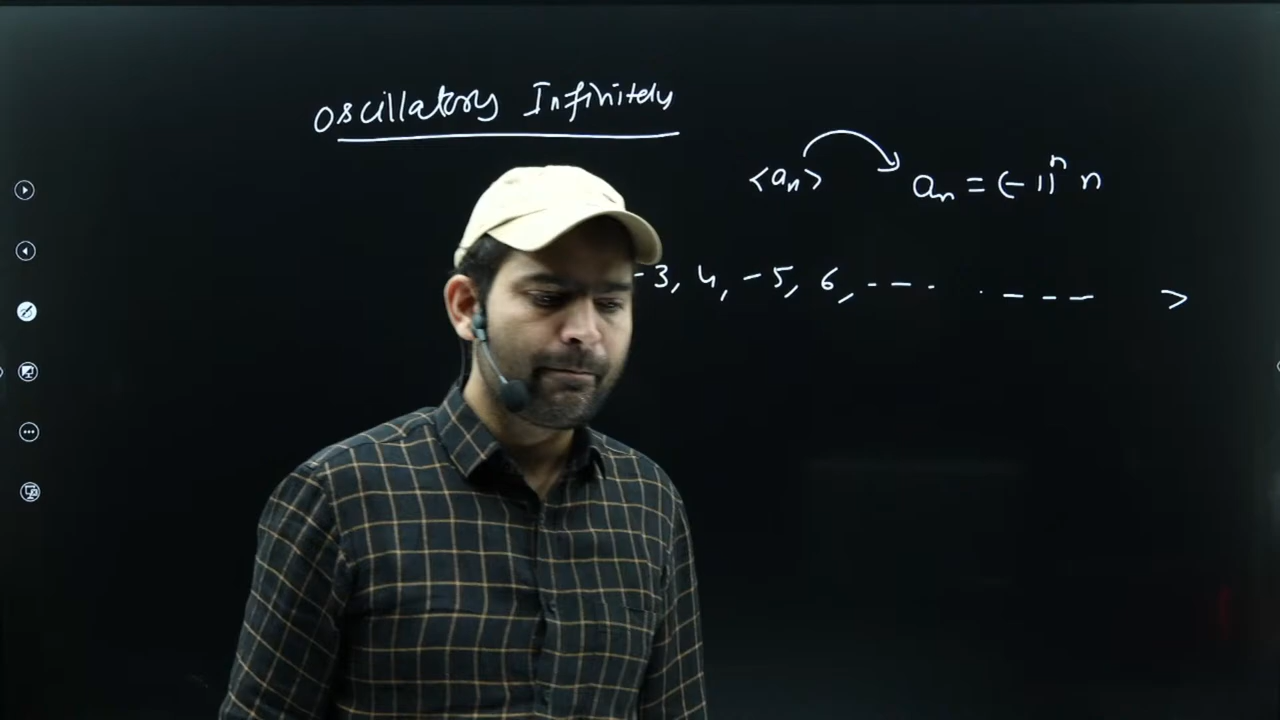 Oscillatory Infinitely
<aₙ> aₙ = (-1)ⁿ n
-3, 4, -5, 6, --- . --- >